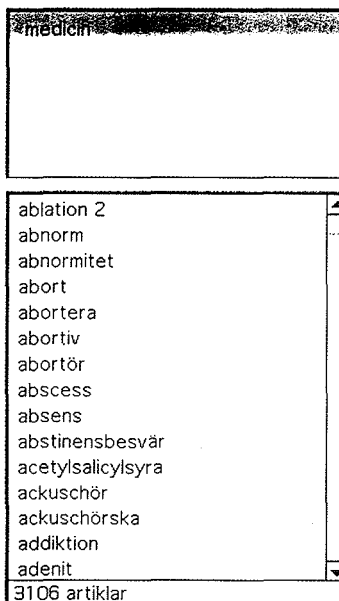 medicin
ablation 2
abnorm
abnormitet
abort
abortera
abortiv
abortör
abscess
absens
abstinensbesvär
acetylsalicylsyra
ackuschör
ackuschörska
addiktion
adenit
3106 artiklar